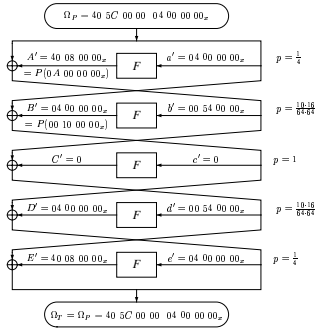 Ω_P = 40 5C 00 00  04 00 00 00_x
A′ = 40 08 00 00_x F a′ = 04 00 00 00_x p = 1/4
= P(0A 00 00 00_x)
B′ = 04 00 00 00_x F b′ = 00 54 00 00_x p = 10·16/64·64
= P(00 10 00 00_x)
C′ = 0 F c′ = 0 p = 1
D′ = 04 00 00 00_x F d′ = 00 54 00 00_x p = 10·16/64·64
E′ = 40 08 00 00_x F e′ = 04 00 00 00_x p = 1/4
Ω_T = Ω_P = 40 5C 00 00  04 00 00 00_x